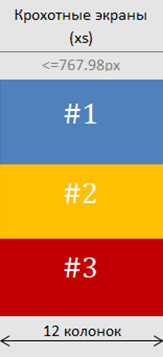 Крохотные экраны
(xs)
<=767.98px
#1
#2
#3
12 колонок